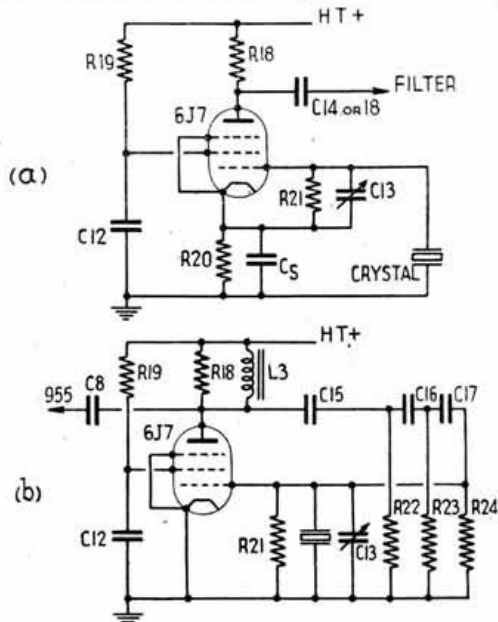 HT+
R19
R18
FILTER
C14 OR 18
6J7
(a)
R21
C13
C12
R20
CS
CRYSTAL
HT+
R19
R18
L3
955
C8
C15
C16
C17
6J7
(b)
C12
R21
C13
R22
R23
R24